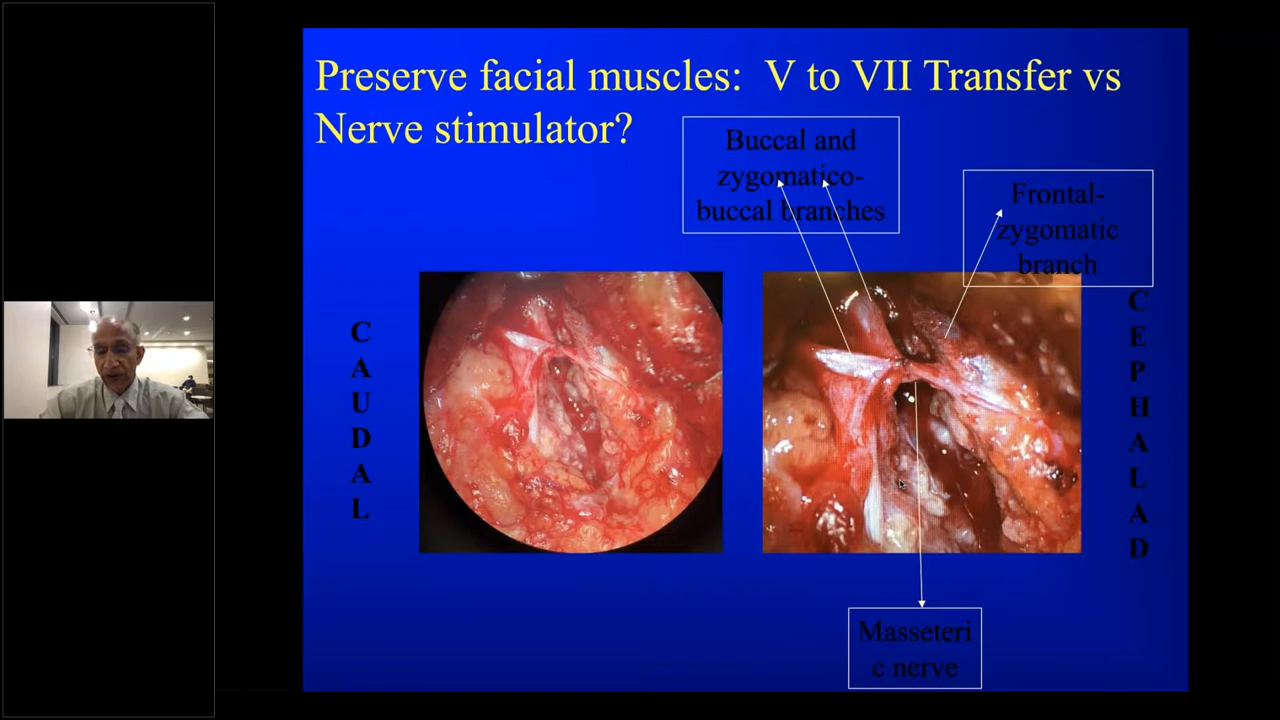 Preserve facial muscles: V to VII Transfer vs
Nerve stimulator?
Buccal and
zygomatico-
buccal branches
Frontal-
zygomatic
branch
C
A
U
D
A
L
C
E
P
H
A
L
A
D
Masseteri
c nerve